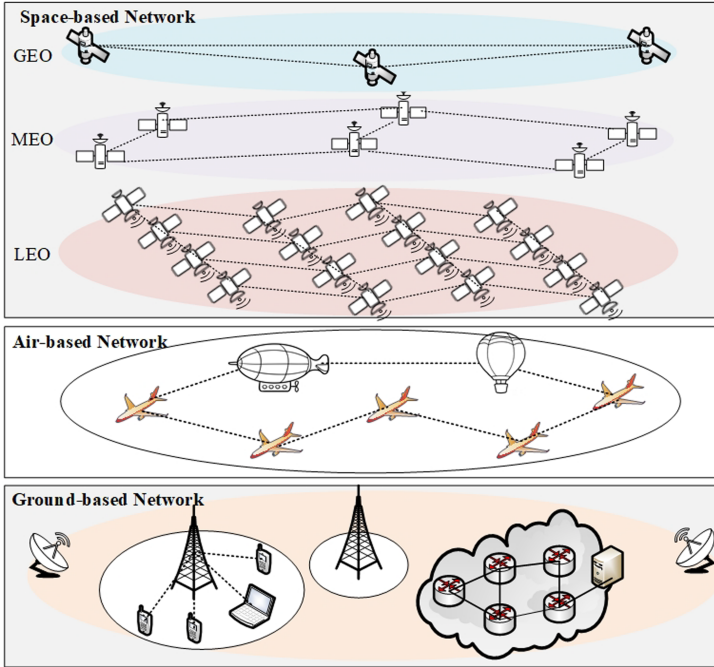 Space-based Network
GEO
MEO
LEO
Air-based Network
Ground-based Network